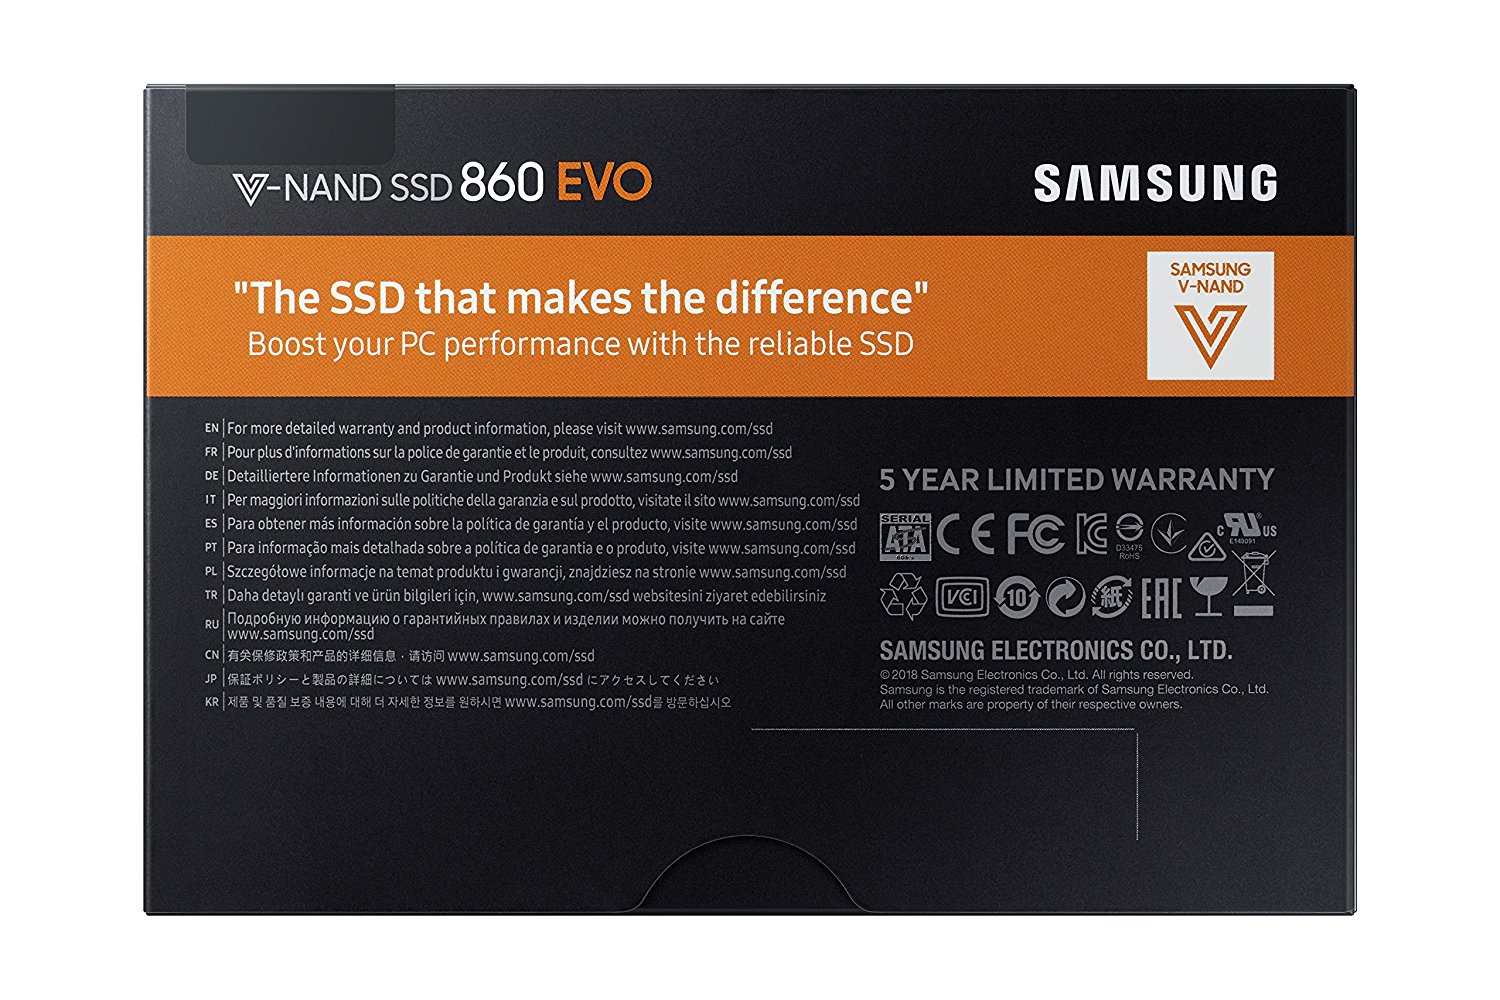 V-NAND SSD 860 EVO
SAMSUNG
"The SSD that makes the difference"
Boost your PC performance with the reliable SSD
SAMSUNG
V-NAND
V
EN For more detailed warranty and product information, please visit www.samsung.com/ssd
FR Pour plus d'informations sur la police de garantie et le produit, consultez www.samsung.com/ssd
DE Detailliertere Informationen zu Garantie und Produkt siehe www.samsung.com/ssd
IT Per maggiori informazioni sulle politiche della garanzia e sul prodotto, visitate il sito www.samsung.com/ssd
ES Para obtener más información sobre la política de garantía y el producto, visite www.samsung.com/ssd
PT Para informação mais detalhada sobre a política de garantia e o produto, visite www.samsung.com/ssd
PL Szczegółowe informacje na temat produktu i gwarancji, znajdziesz na stronie www.samsung.com/ssd
TR Daha detaylı garanti ve ürün bilgileri için, www.samsung.com/ssd websitesini ziyaret edebilirsiniz
RU Подробную информацию о гарантийных правилах и изделии можно получить на сайте
www.samsung.com/ssd
CN 有关保修政策和产品的详细信息，请访问 www.samsung.com/ssd
JP 保証ポリシーと製品の詳細については www.samsung.com/ssd にアクセスしてください
KR 제품 및 품질 보증 내용에 대해 더 자세한 정보를 원하시면 www.samsung.com/ssd를 방문하십시오
5 YEAR LIMITED WARRANTY
SERIAL
ATA
6Gb/s
CE FC
D33475
RoHS
c RU ® US
E149091
VCI
10
紙
EAC
SAMSUNG ELECTRONICS CO., LTD.
©2018 Samsung Electronics Co., Ltd. All rights reserved.
Samsung is the registered trademark of Samsung Electronics Co., Ltd.
All other marks are property of their respective owners.